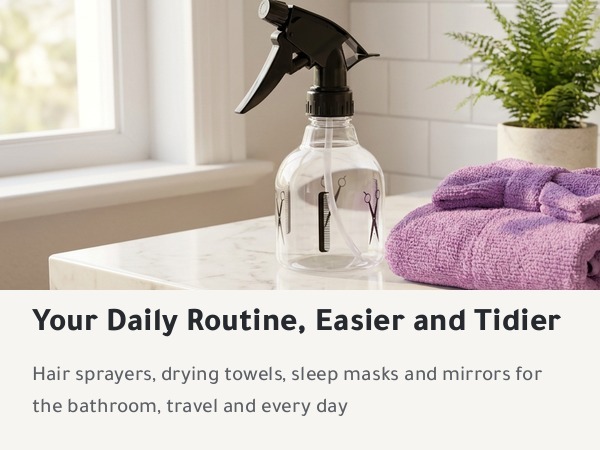 Your Daily Routine, Easier and Tidier
Hair sprayers, drying towels, sleep masks and mirrors for
the bathroom, travel and every day